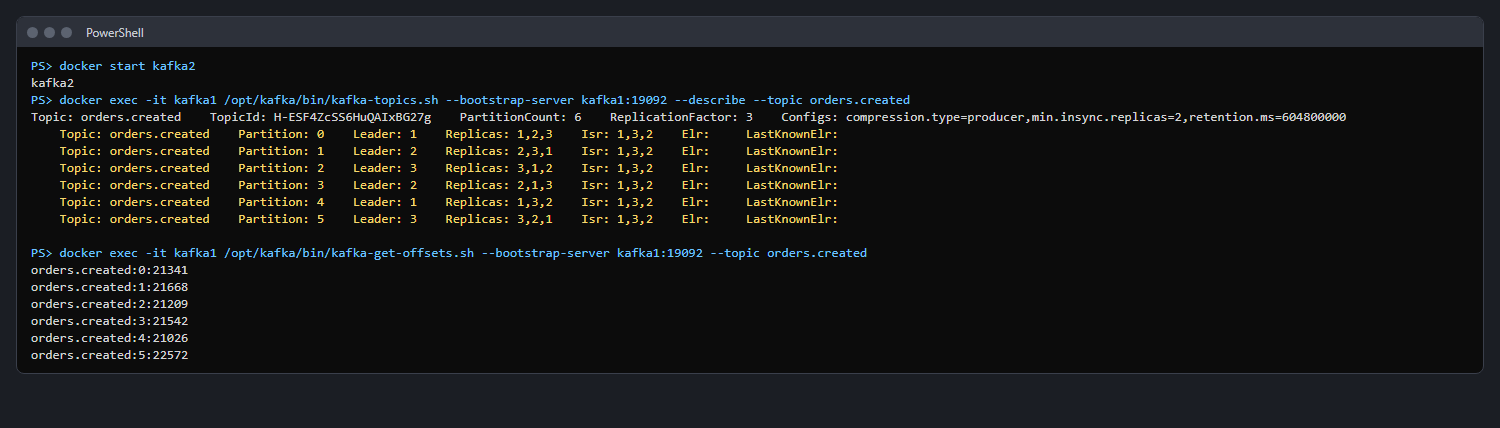 PowerShell
PS> docker start kafka2
kafka2
PS> docker exec -it kafka1 /opt/kafka/bin/kafka-topics.sh --bootstrap-server kafka1:19092 --describe --topic orders.created
Topic: orders.created    TopicId: H-ESF4ZcSS6HuQAIxBG27g    PartitionCount: 6    ReplicationFactor: 3    Configs: compression.type=producer,min.insync.replicas=2,retention.ms=604800000
    Topic: orders.created    Partition: 0    Leader: 1    Replicas: 1,2,3    Isr: 1,3,2    Elr:     LastKnownElr:
    Topic: orders.created    Partition: 1    Leader: 2    Replicas: 2,3,1    Isr: 1,3,2    Elr:     LastKnownElr:
    Topic: orders.created    Partition: 2    Leader: 3    Replicas: 3,1,2    Isr: 1,3,2    Elr:     LastKnownElr:
    Topic: orders.created    Partition: 3    Leader: 2    Replicas: 2,1,3    Isr: 1,3,2    Elr:     LastKnownElr:
    Topic: orders.created    Partition: 4    Leader: 1    Replicas: 1,3,2    Isr: 1,3,2    Elr:     LastKnownElr:
    Topic: orders.created    Partition: 5    Leader: 3    Replicas: 3,2,1    Isr: 1,3,2    Elr:     LastKnownElr:
PS> docker exec -it kafka1 /opt/kafka/bin/kafka-get-offsets.sh --bootstrap-server kafka1:19092 --topic orders.created
orders.created:0:21341
orders.created:1:21668
orders.created:2:21209
orders.created:3:21542
orders.created:4:21026
orders.created:5:22572